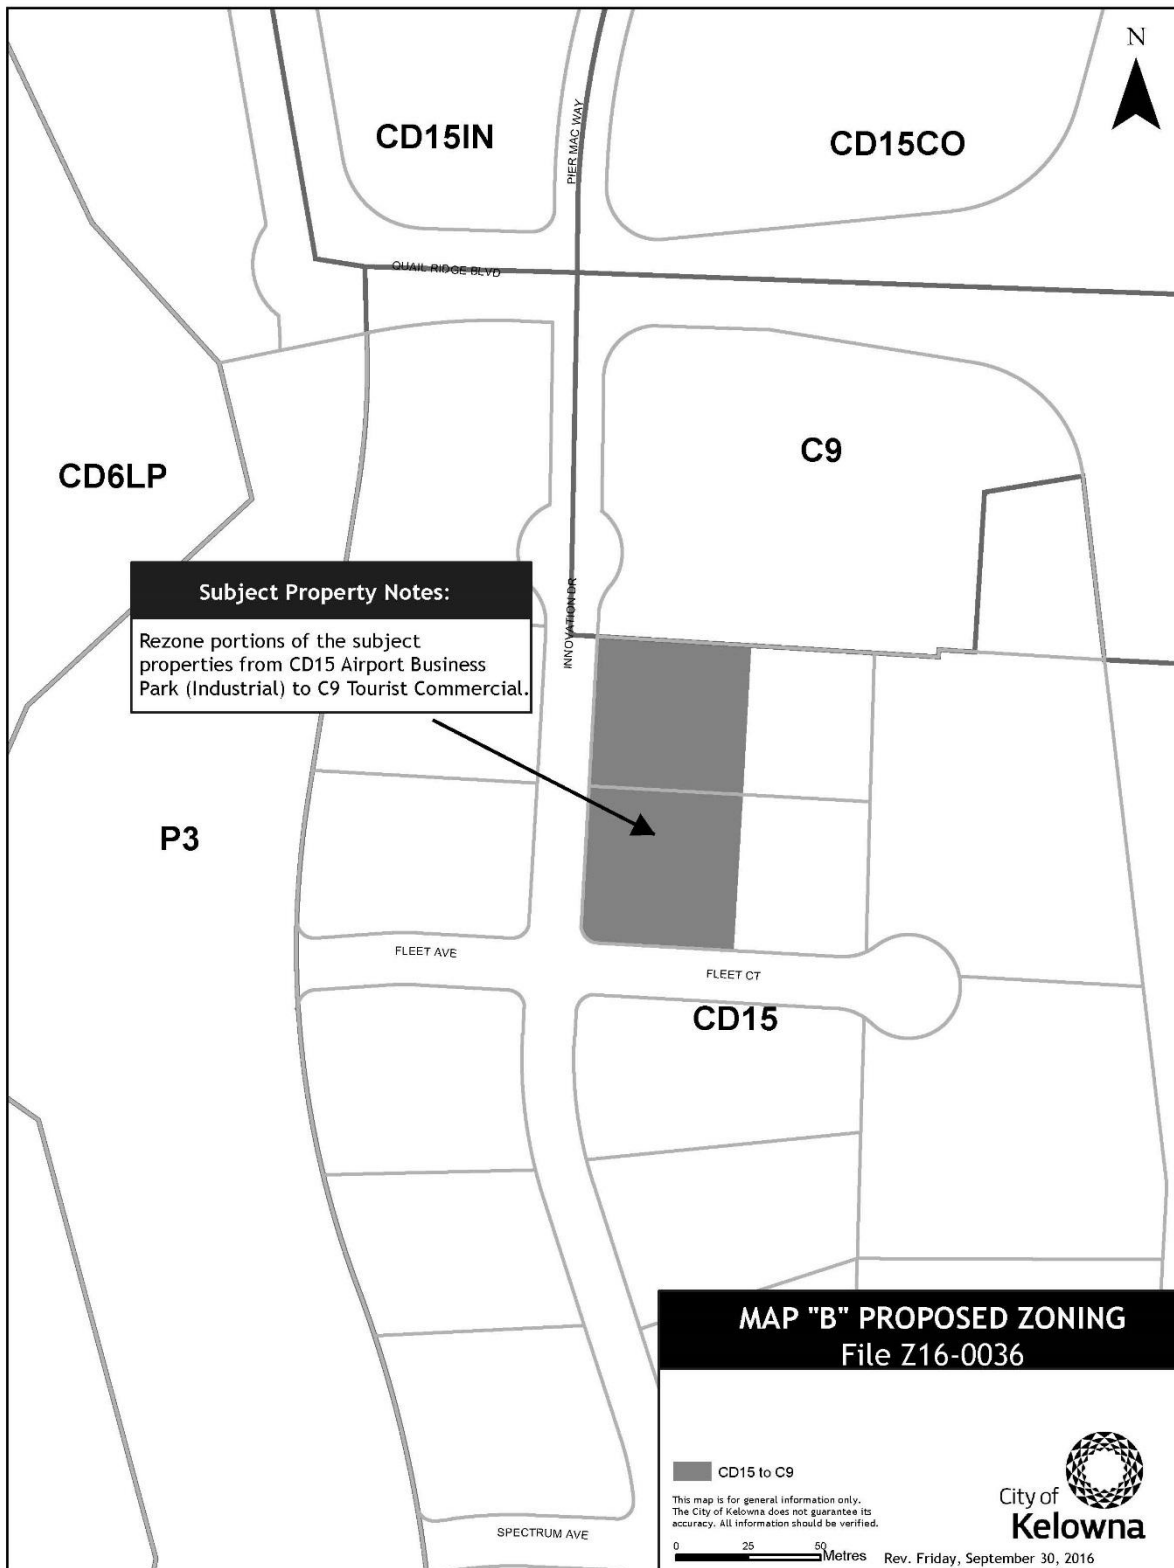 N
CD15IN
PIER MAC WAY
CD15CO
QUAIL RIDGE BLVD
C9
CD6LP
Subject Property Notes:
Rezone portions of the subject
properties from CD15 Airport Business
Park (Industrial) to C9 Tourist Commercial.
INNOVATION DR
P3
FLEET AVE
FLEET CT
CD15
MAP "B" PROPOSED ZONING
File Z16-0036
CD15 to C9
This map is for general information only.
The City of Kelowna does not guarantee its
accuracy. All information should be verified.
0 25 50
Metres
City of
Kelowna
Rev. Friday, September 30, 2016
SPECTRUM AVE